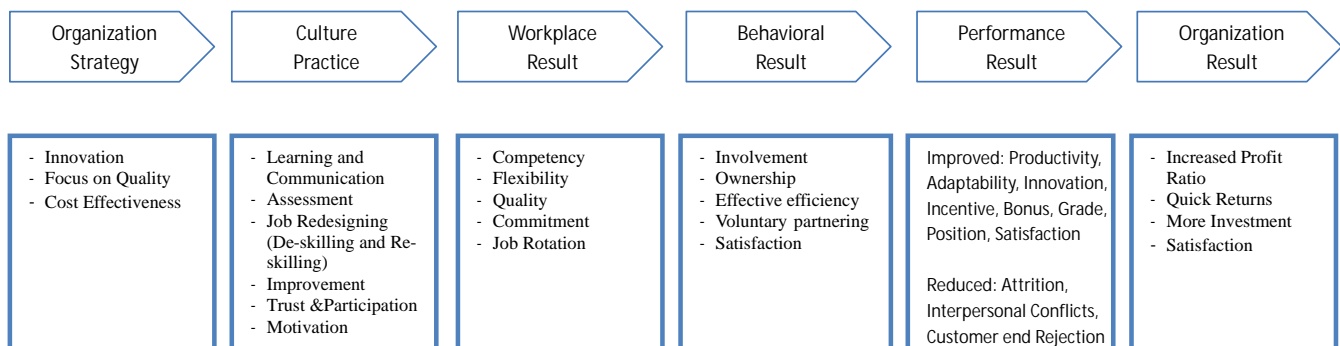 Organization
Strategy
Culture
Practice
Workplace
Result
Behavioral
Result
Performance
Result
Organization
Result
- Innovation
- Focus on Quality
- Cost Effectiveness
- Learning and
Communication
- Assessment
- Job Redesigning
(De-skilling and Re-
skilling)
- Improvement
- Trust &Participation
- Motivation
- Competency
- Flexibility
- Quality
- Commitment
- Job Rotation
- Involvement
- Ownership
- Effective efficiency
- Voluntary partnering
- Satisfaction
Improved: Productivity,
Adaptability, Innovation,
Incentive, Bonus, Grade,
Position, Satisfaction
Reduced: Attrition,
Interpersonal Conflicts,
Customer end Rejection
- Increased Profit
Ratio
- Quick Returns
- More Investment
- Satisfaction